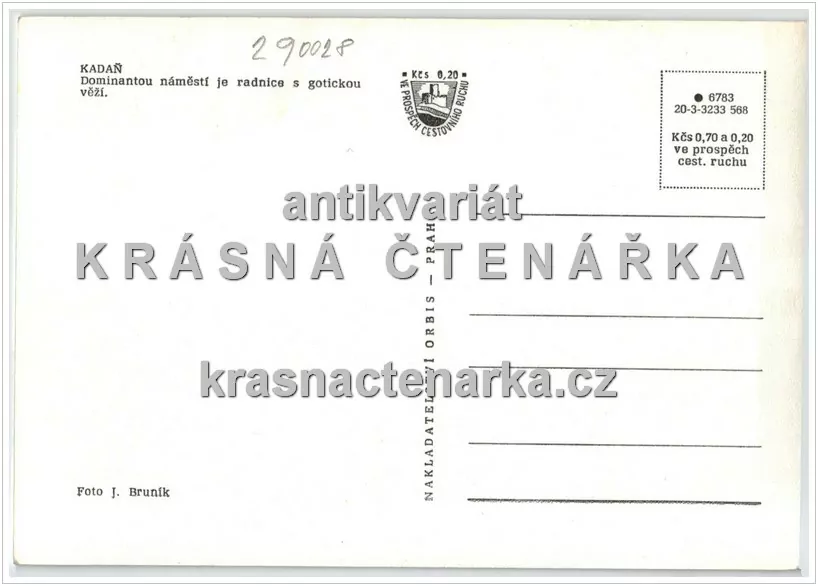 290028
KADAŇ
Dominantou náměstí je radnice s gotickou
věží.
▪ Kčs 0,20 ▪
VE PROSPĚCH CESTOVNÍHO RUCHU
● 6783
20-3-3233 568
Kčs 0,70 a 0,20
ve prospěch
cest. ruchu
antikvariát
KRÁSNÁ ČTENÁŘKA
krasnactenarka.cz
NAKLADATELSTVÍ ORBIS — PRAH
Foto J. Bruník